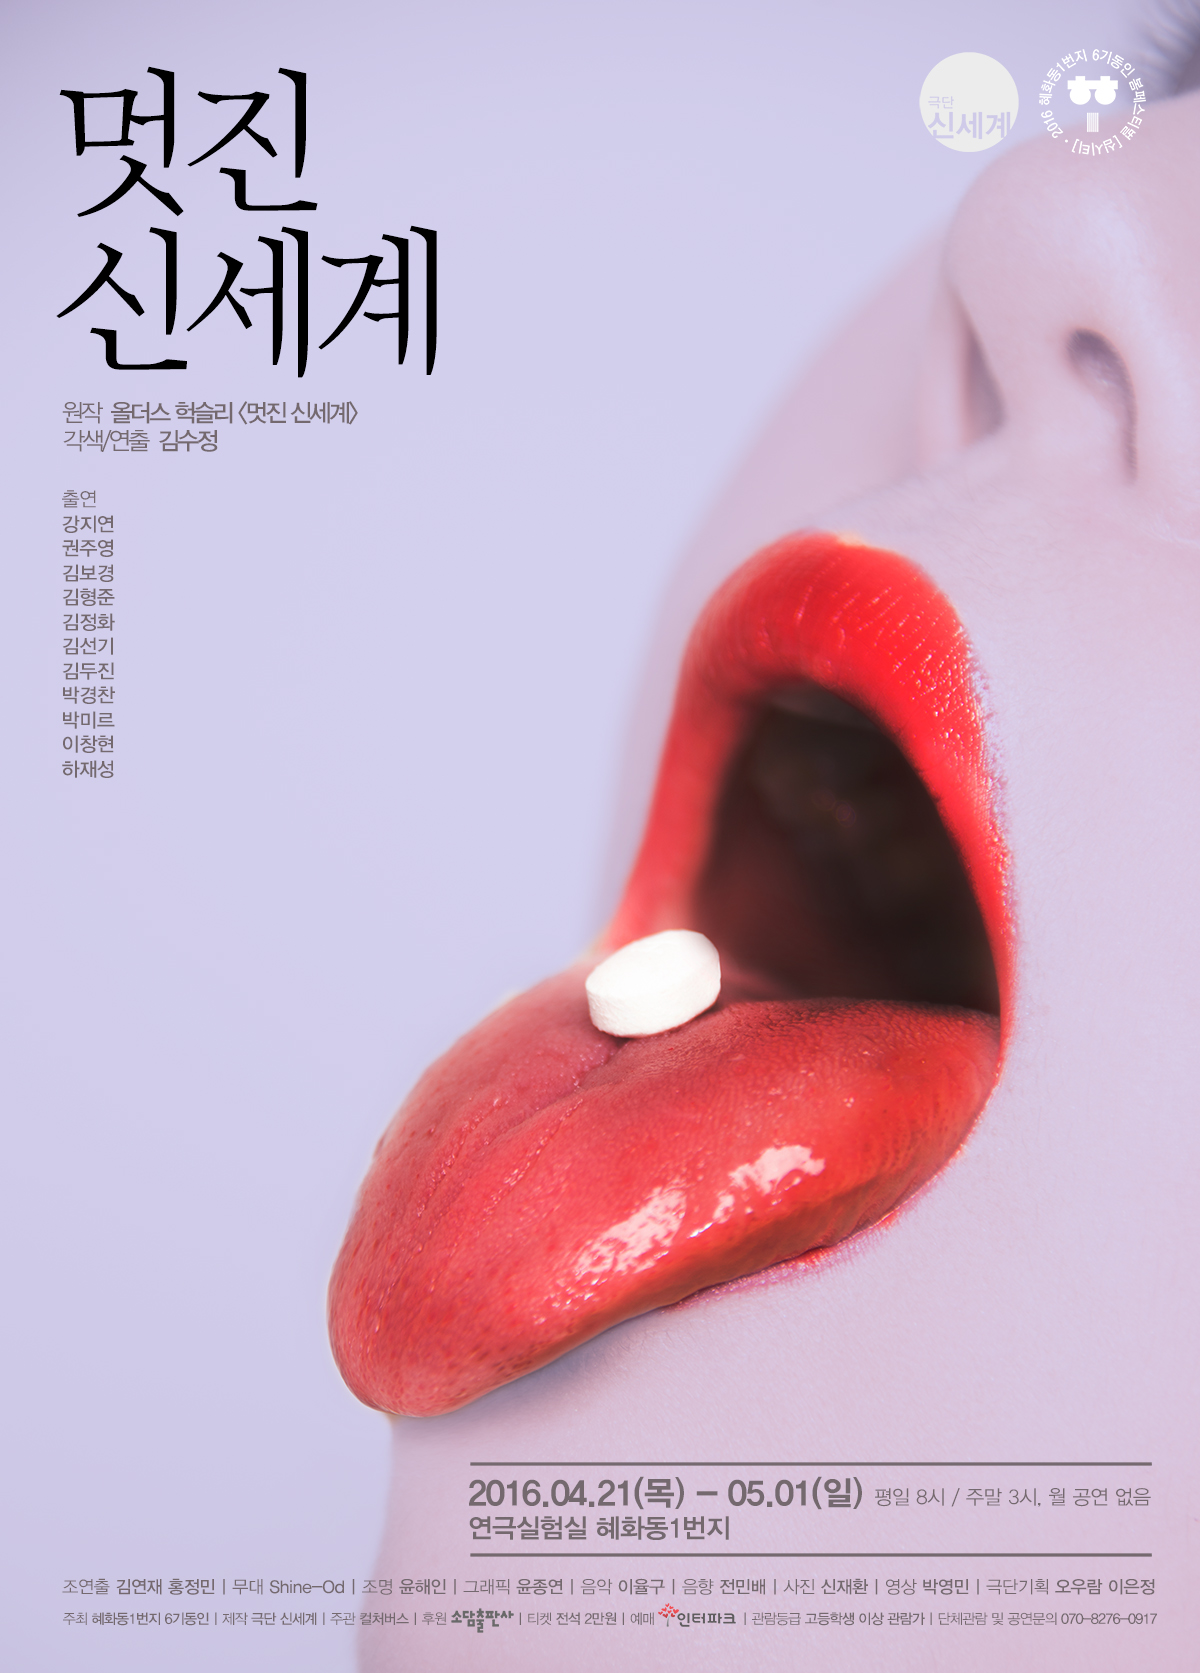 멋진
신세계
극단
신세계
2016 혜화동1번지 6기동인 봄페스티벌 [심시티] ·
원작 올더스 헉슬리 〈멋진 신세계〉
각색/연출 김수정
출연
강지연
권주영
김보경
김형준
김정화
김선기
김두진
박경찬
박미르
이창현
하재성
2016.04.21(목) – 05.01(일) 평일 8시 / 주말 3시, 월 공연 없음
연극실험실 혜화동1번지
조연출 김연재 홍정민 | 무대 Shine-Od | 조명 윤해인 | 그래픽 윤종연 | 음악 이율구 | 음향 전민배 | 사진 신재환 | 영상 박영민 | 극단기획 오우람 이은정
주최 혜화동1번지 6기동인 | 제작 극단 신세계 | 주관 컬처버스 | 후원 소담출판사 | 티켓 전석 2만원 | 예매 인터파크 | 관람등급 고등학생 이상 관람가 | 단체관람 및 공연문의 070-8276-0917